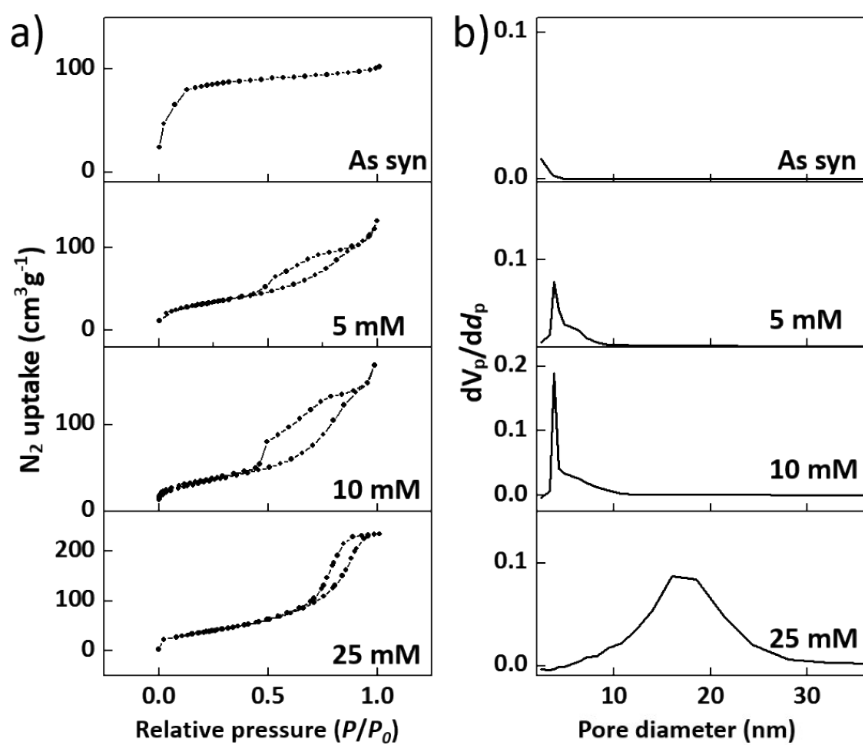 a)
N₂ uptake (cm³g⁻¹)
100
0
As syn
100
0
5 mM
100
0
10 mM
200
100
0
25 mM
0.0 0.5 1.0
Relative pressure (P/P₀)
b)
dVₚ/ddₚ
0.1
0.0
As syn
0.1
5 mM
0.2
0.1
0.0
10 mM
0.1
0.0
25 mM
10 20 30
Pore diameter (nm)